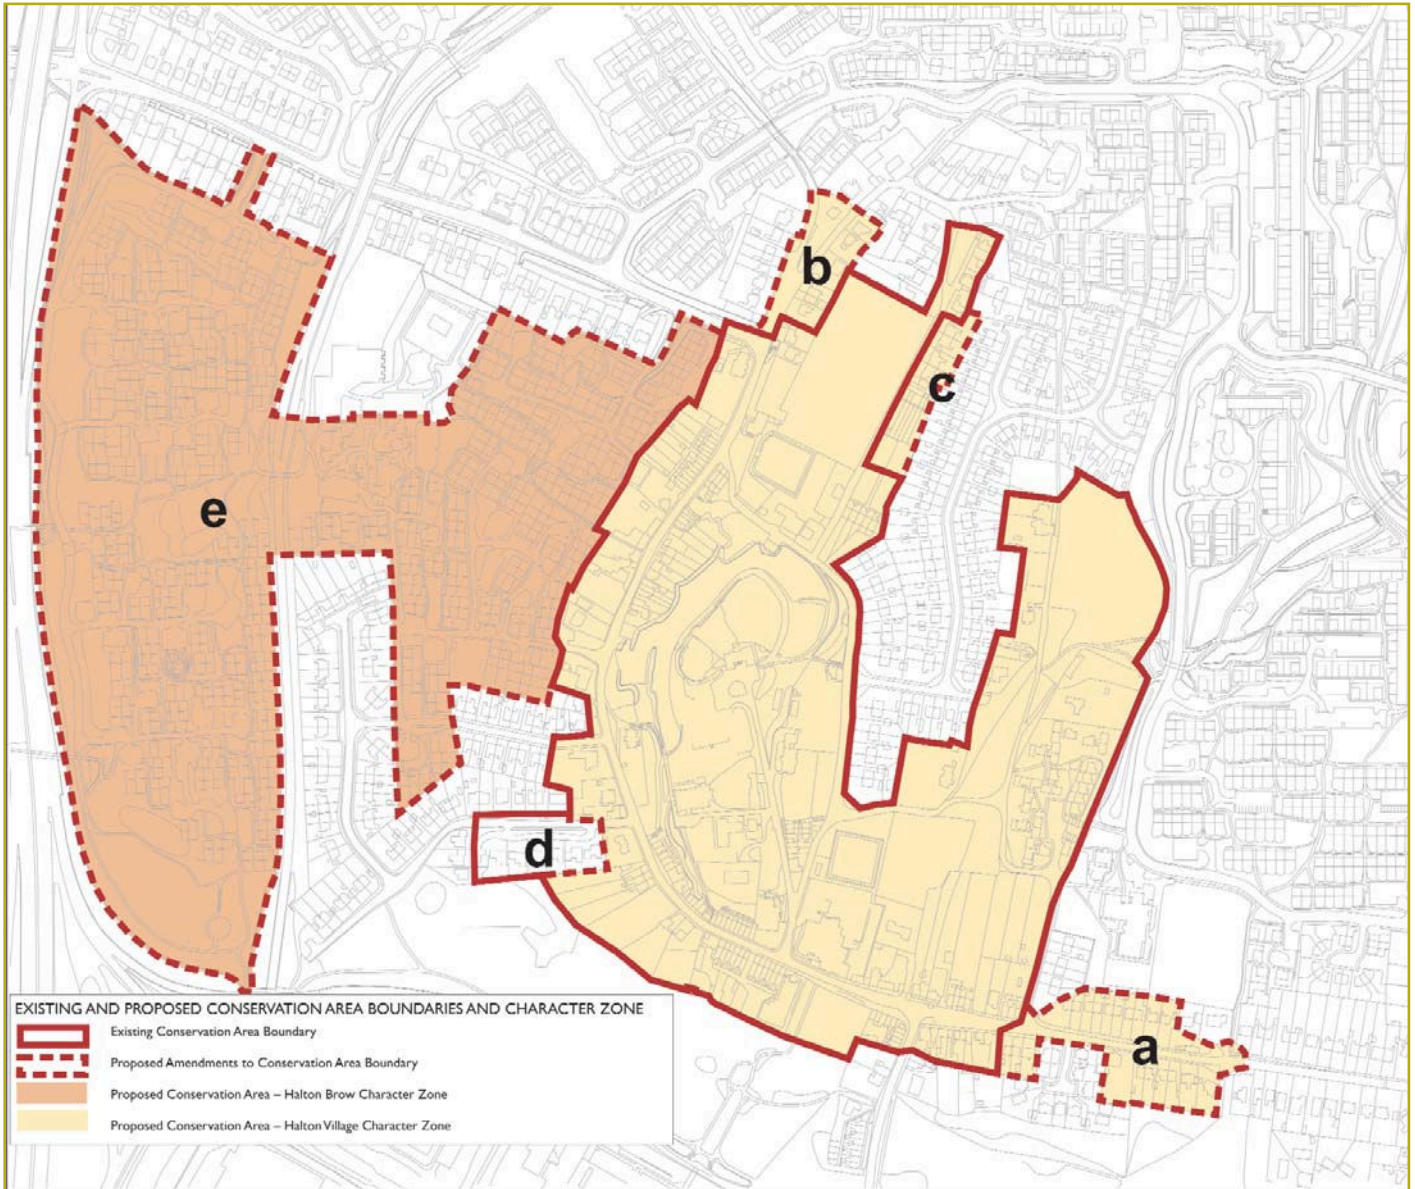 b
c
e
d
a
EXISTING AND PROPOSED CONSERVATION AREA BOUNDARIES AND CHARACTER ZONE
Existing Conservation Area Boundary
Proposed Amendments to Conservation Area Boundary
Proposed Conservation Area – Halton Brow Character Zone
Proposed Conservation Area – Halton Village Character Zone